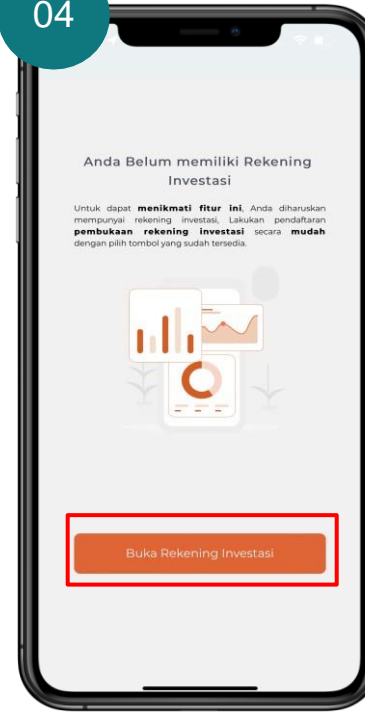 04
Anda Belum memiliki Rekening
Investasi
Untuk dapat menikmati fitur ini, Anda diharuskan
mempunyai rekening investasi, Lakukan pendaftaran
pembukaan rekening investasi secara mudah
dengan pilih tombol yang sudah tersedia.
Buka Rekening Investasi